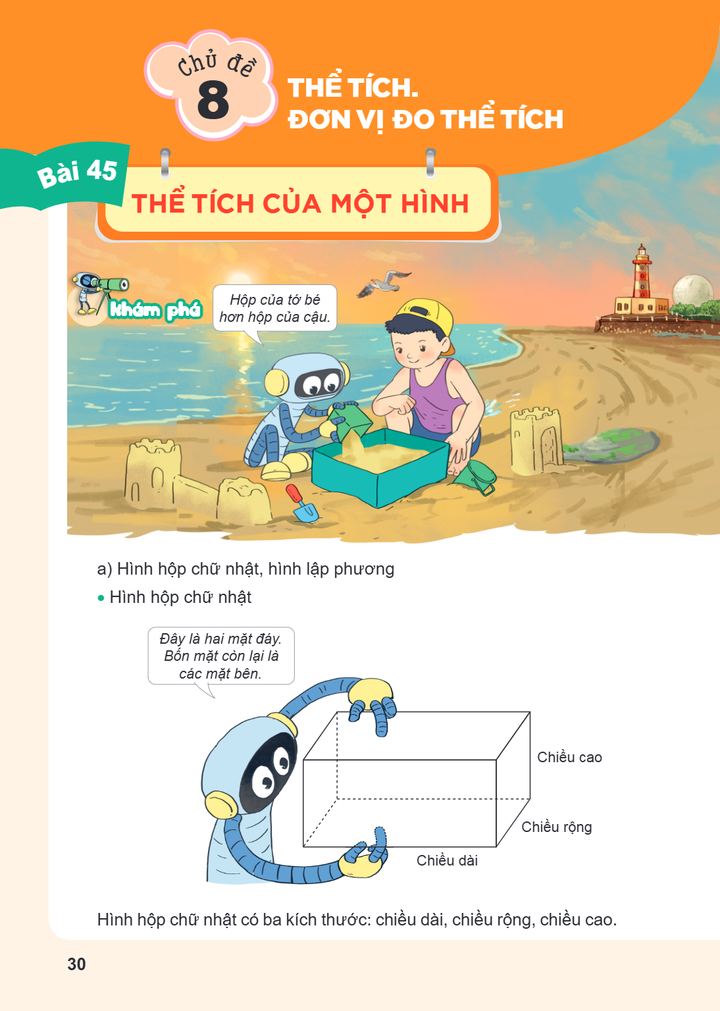 Chủ đề
8
THỂ TÍCH.
ĐƠN VỊ ĐO THỂ TÍCH
Bài 45
THỂ TÍCH CỦA MỘT HÌNH
khám phá
Hộp của tớ bé
hơn hộp của cậu.
a) Hình hộp chữ nhật, hình lập phương
• Hình hộp chữ nhật
Đây là hai mặt đáy.
Bốn mặt còn lại là
các mặt bên.
Chiều cao
Chiều rộng
Chiều dài
Hình hộp chữ nhật có ba kích thước: chiều dài, chiều rộng, chiều cao.
30